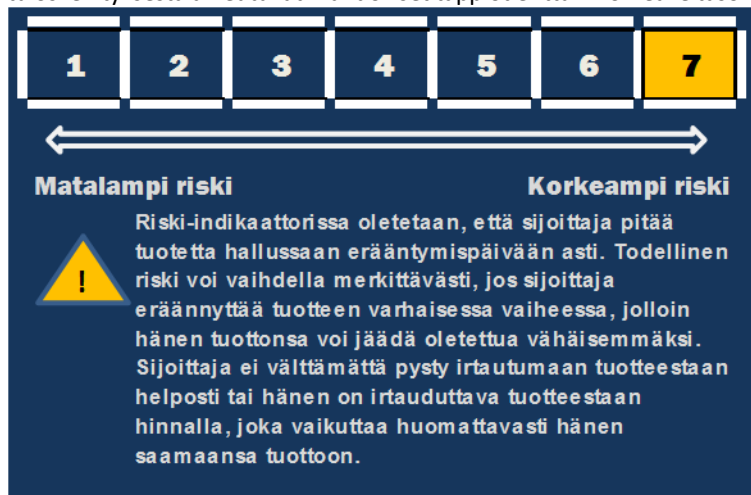 1 2 3 4 5 6 7
Matalampi riski Korkeampi riski
Riski-indikaattorissa oletetaan, että sijoittaja pitää
tuotetta hallussaan erääntymispäivään asti. Todellinen
riski voi vaihdella merkittävästi, jos sijoittaja
!
eräännyttää tuotteen varhaisessa vaiheessa, jolloin
hänen tuottonsa voi jäädä oletettua vähäisemmäksi.
Sijoittaja ei välttämättä pysty irtautumaan tuotteestaan
helposti tai hänen on irtauduttava tuotteestaan
hinnalla, joka vaikuttaa huomattavasti hänen
saamaansa tuottoon.